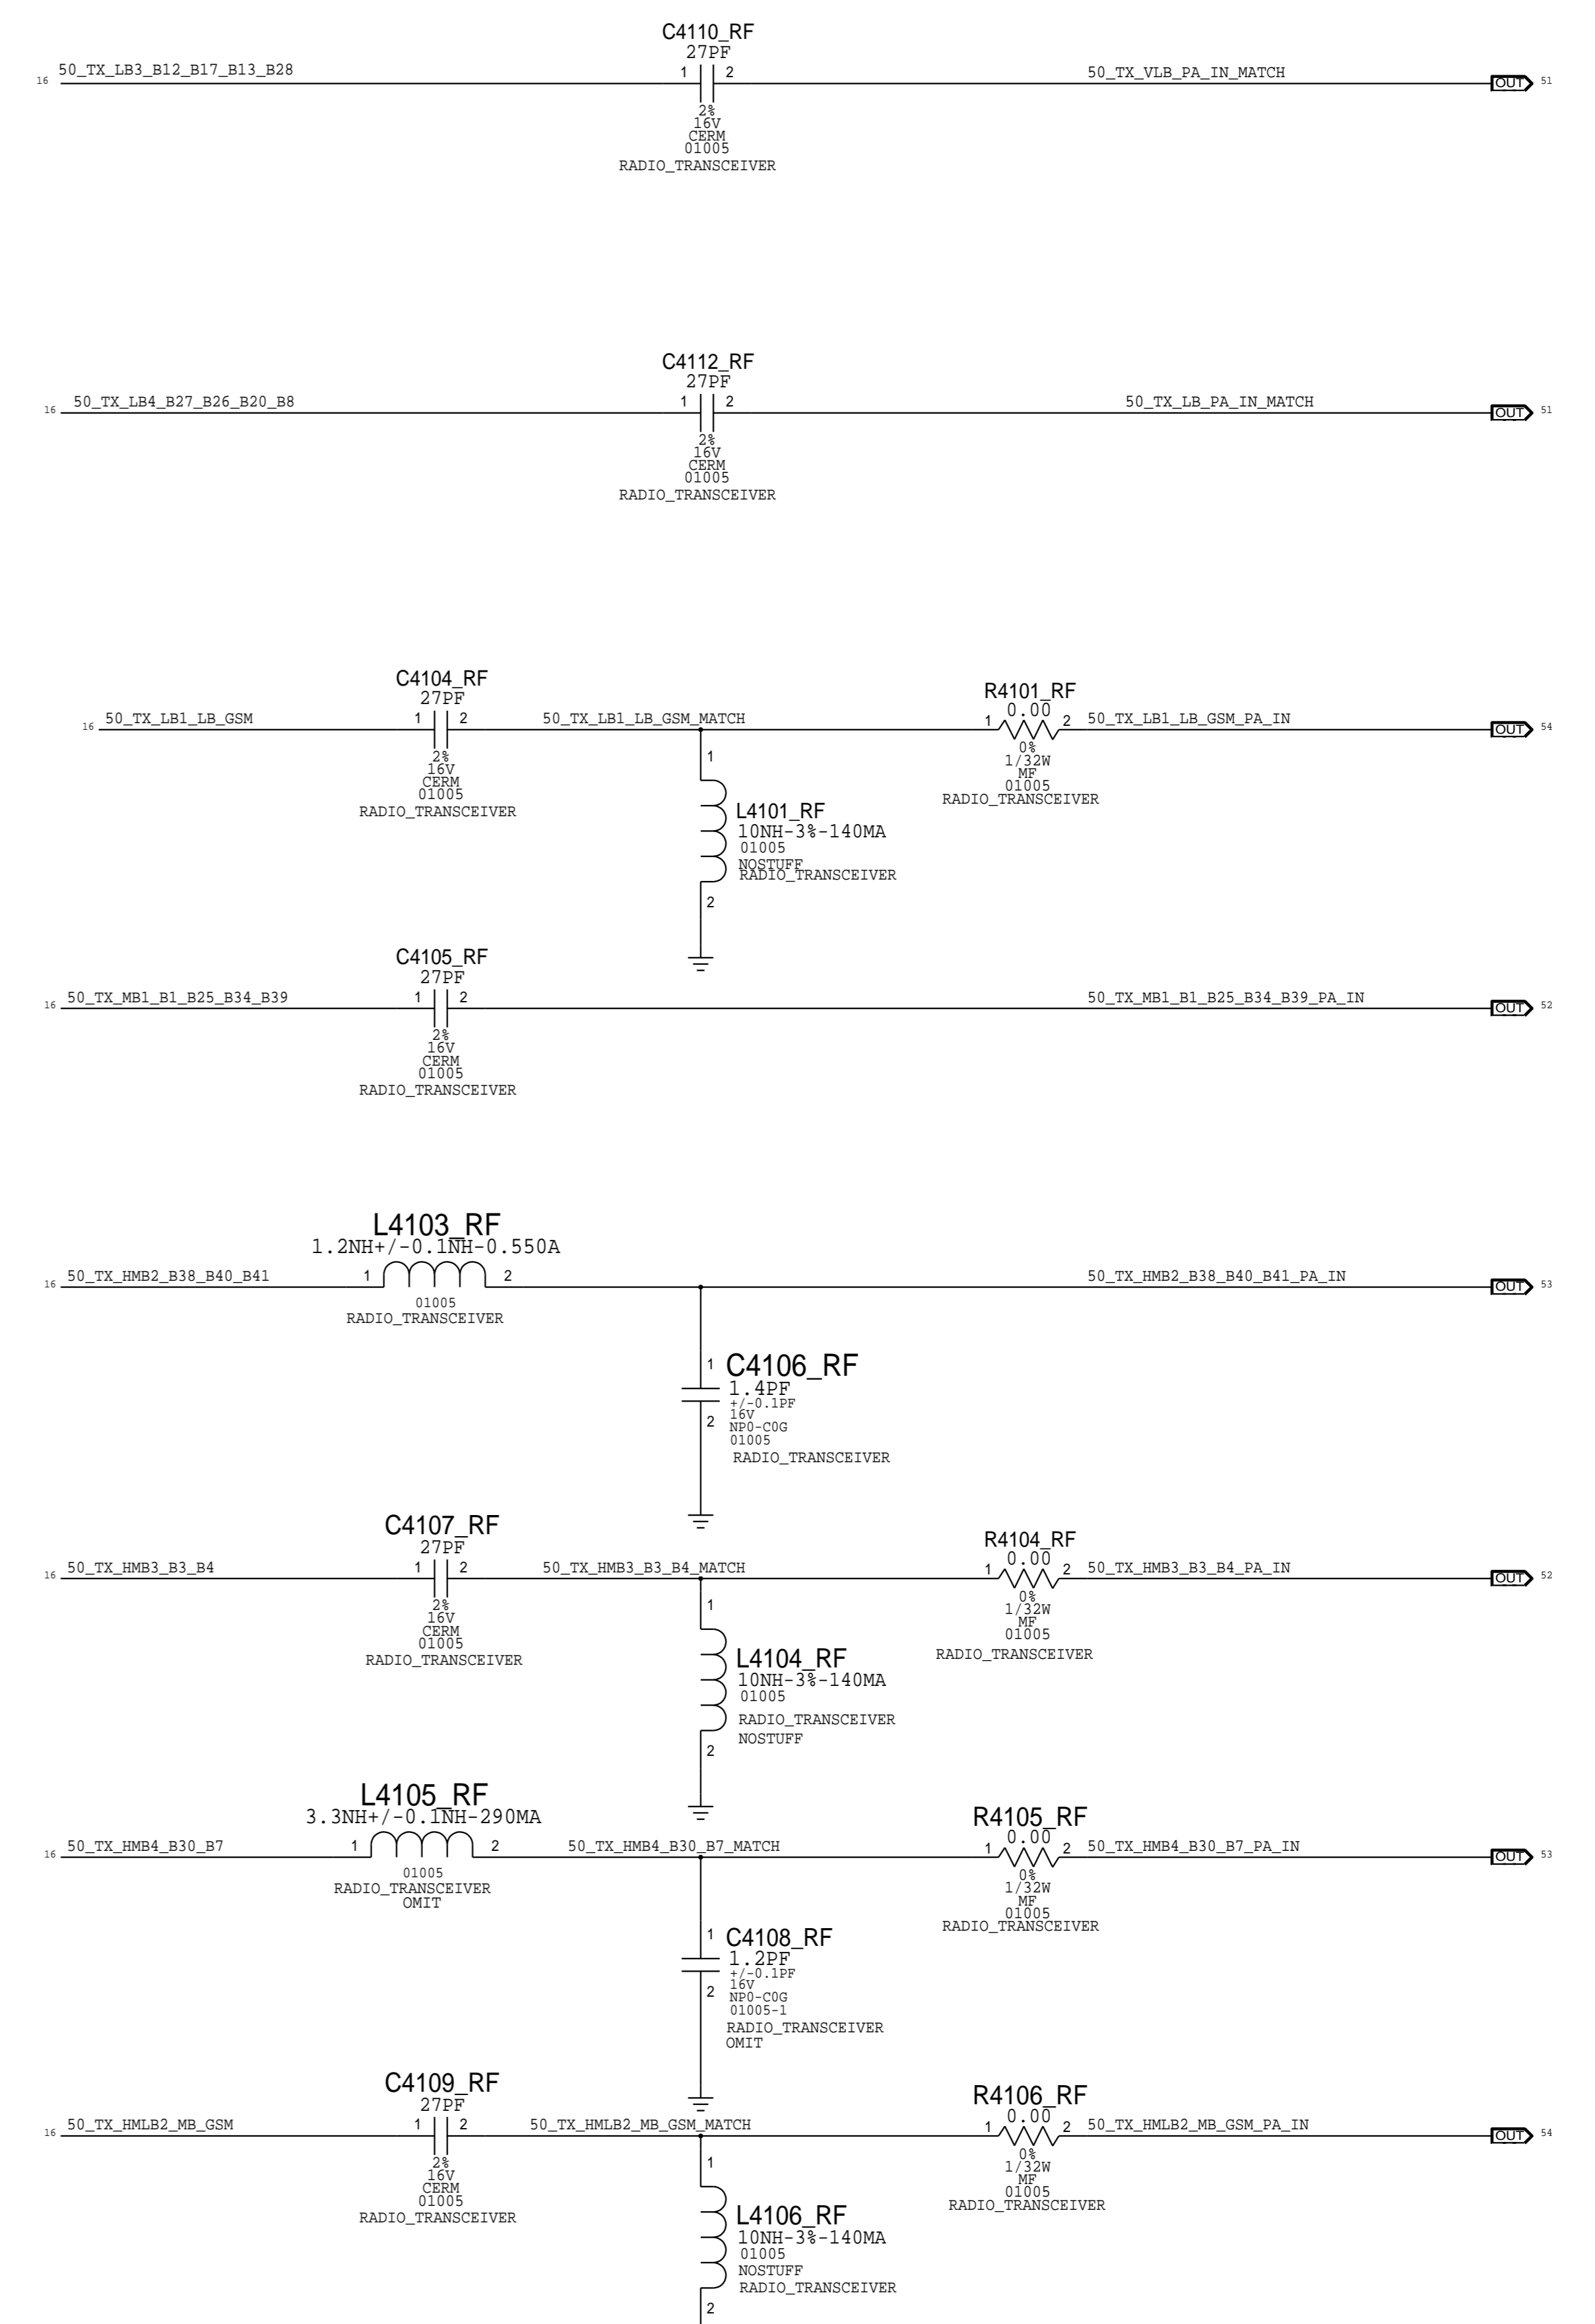 C4110_RF
27PF
16 50_TX_LB3_B12_B17_B13_B28 1 2 50_TX_VLB_PA_IN_MATCH OUT 51
2%
16V
CERM
01005
RADIO_TRANSCEIVER
C4112_RF
27PF
16 50_TX_LB4_B27_B26_B20_B8 1 2 50_TX_LB_PA_IN_MATCH OUT 51
2%
16V
CERM
01005
RADIO_TRANSCEIVER
C4104_RF
27PF
R4101_RF
0.00
16 50_TX_LB1_LB_GSM 1 2 50_TX_LB1_LB_GSM_MATCH 1 2 50_TX_LB1_LB_GSM_PA_IN OUT 54
2%
16V
CERM
01005
RADIO_TRANSCEIVER
0%
1/32W
MF
01005
RADIO_TRANSCEIVER
1
L4101_RF
10NH-3%-140MA
01005
NOSTUFF
RADIO_TRANSCEIVER
2
C4105_RF
27PF
16 50_TX_MB1_B1_B25_B34_B39 1 2 50_TX_MB1_B1_B25_B34_B39_PA_IN OUT 52
2%
16V
CERM
01005
RADIO_TRANSCEIVER
L4103_RF
1.2NH+/-0.1NH-0.550A
16 50_TX_HMB2_B38_B40_B41 1 2 50_TX_HMB2_B38_B40_B41_PA_IN OUT 53
01005
RADIO_TRANSCEIVER
1 C4106_RF
1.4PF
+/-0.1PF
16V
2 NP0-C0G
01005
RADIO_TRANSCEIVER
C4107_RF
27PF
R4104_RF
0.00
16 50_TX_HMB3_B3_B4 1 2 50_TX_HMB3_B3_B4_MATCH 1 2 50_TX_HMB3_B3_B4_PA_IN OUT 52
2%
16V
CERM
01005
RADIO_TRANSCEIVER
0%
1/32W
MF
01005
RADIO_TRANSCEIVER
1
L4104_RF
10NH-3%-140MA
01005
RADIO_TRANSCEIVER
NOSTUFF
2
L4105_RF
3.3NH+/-0.1NH-290MA
R4105_RF
0.00
16 50_TX_HMB4_B30_B7 1 2 50_TX_HMB4_B30_B7_MATCH 1 2 50_TX_HMB4_B30_B7_PA_IN OUT 53
01005
RADIO_TRANSCEIVER
OMIT
0%
1/32W
MF
01005
RADIO_TRANSCEIVER
1 C4108_RF
1.2PF
+/-0.1PF
16V
2 NP0-C0G
01005-1
RADIO_TRANSCEIVER
OMIT
C4109_RF
27PF
R4106_RF
0.00
16 50_TX_HMLB2_MB_GSM 1 2 50_TX_HMLB2_MB_GSM_MATCH 1 2 50_TX_HMLB2_MB_GSM_PA_IN OUT 54
2%
16V
CERM
01005
RADIO_TRANSCEIVER
0%
1/32W
MF
01005
RADIO_TRANSCEIVER
1
L4106_RF
10NH-3%-140MA
01005
NOSTUFF
RADIO_TRANSCEIVER
2